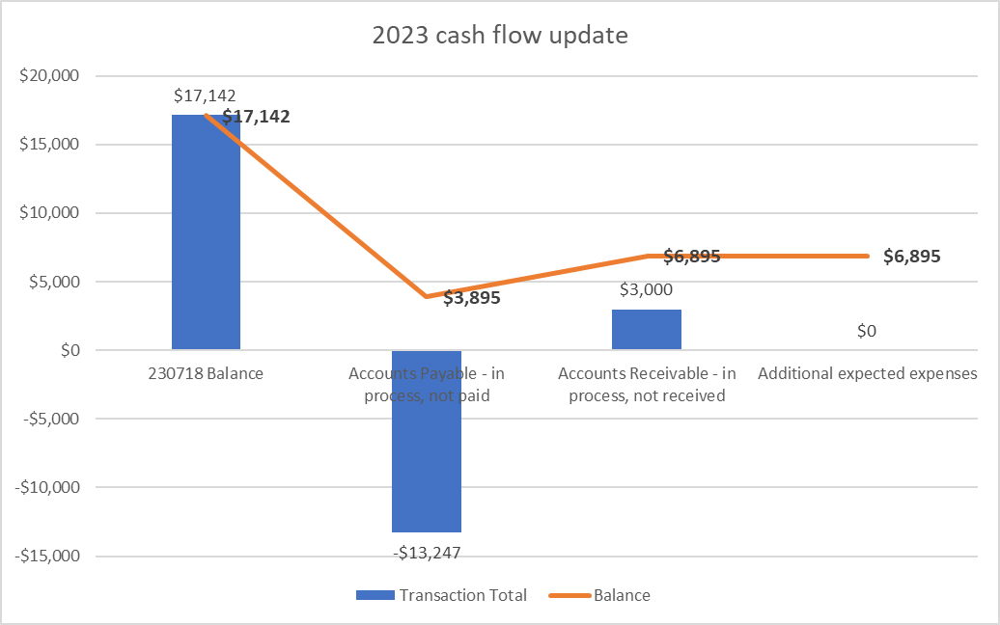 2023 cash flow update
$20,000
$17,142
$17,142
$15,000
$10,000
$6,895
$6,895
$5,000
$3,000
$3,895
$0
$0
230718 Balance
Accounts Payable - in
process, not paid
Accounts Receivable - in
process, not received
Additional expected expenses
-$5,000
-$10,000
-$13,247
-$15,000
Transaction Total
Balance